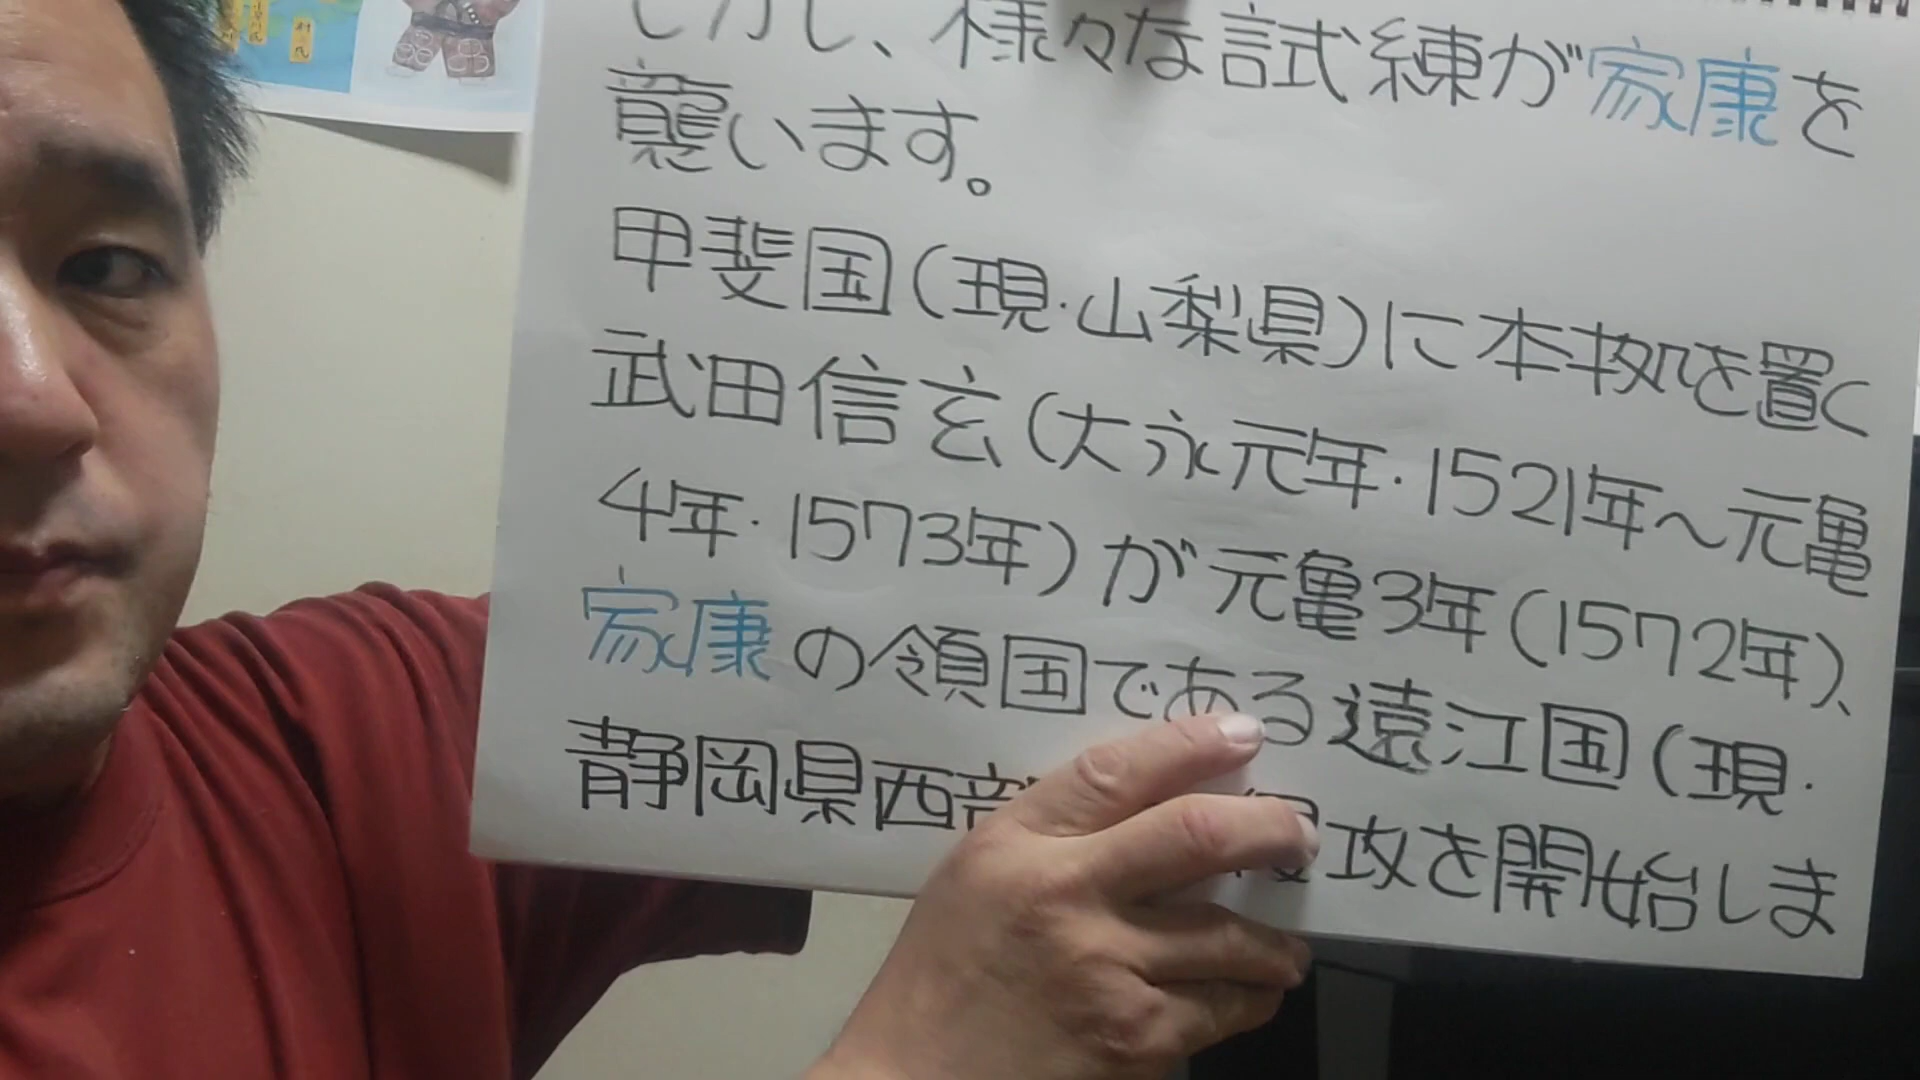 しかし、様々な試練が家康を
襲います。
甲斐国(現・山梨県)に本拠を置く
武田信玄(大永元年・1521年～元亀
4年・1573年)が元亀3年(1572年)、
家康の領国である遠江国(現・
静岡県西部 侵攻を開始しま